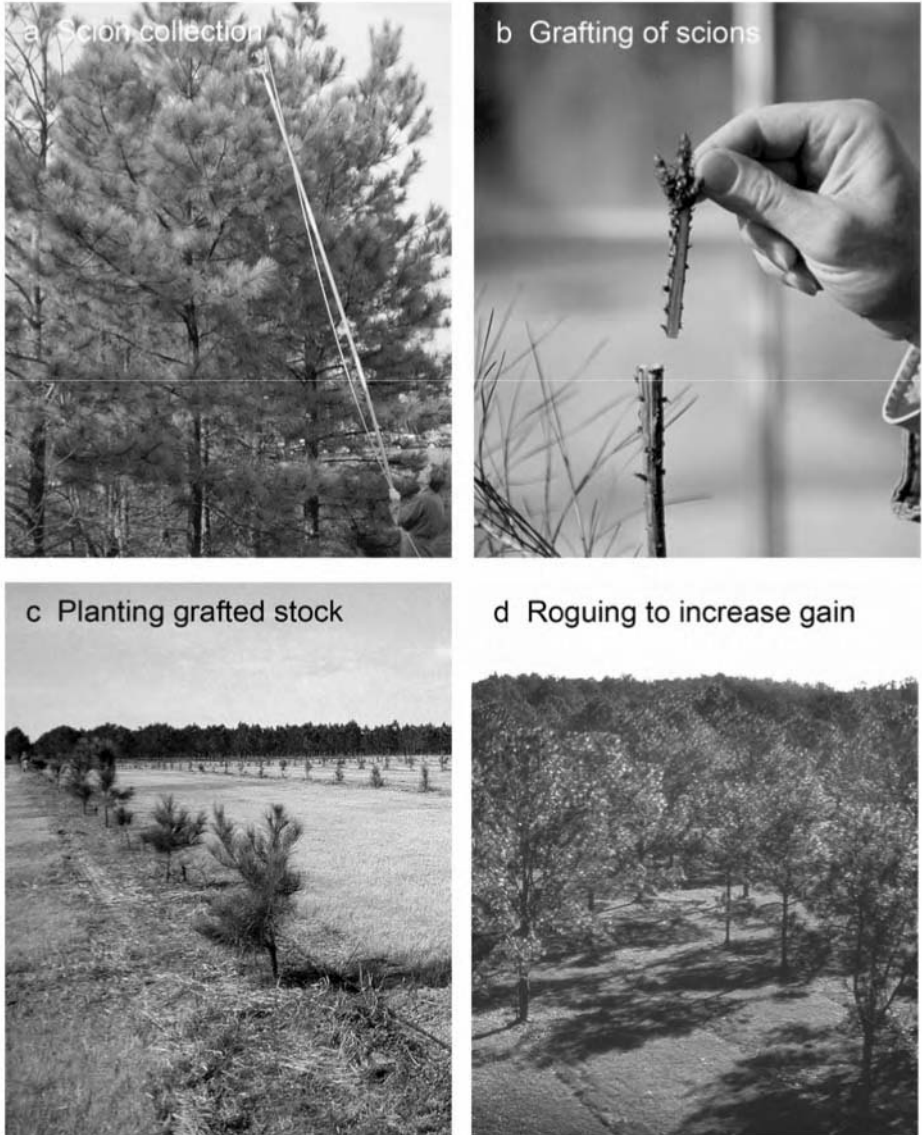 a Scion collection
b Grafting of scions
c Planting grafted stock
d Roguing to increase gain